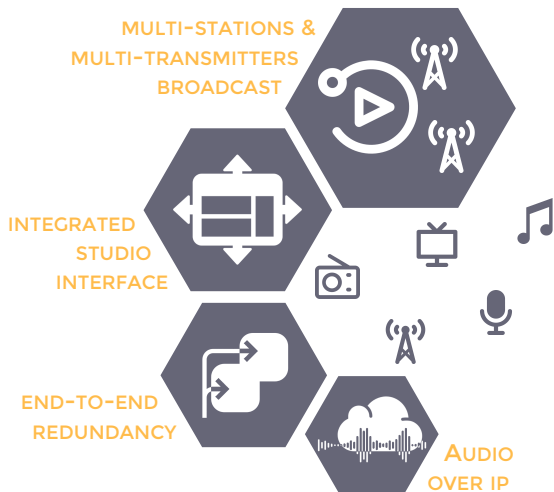 MULTI-STATIONS &
MULTI-TRANSMITTERS
BROADCAST
INTEGRATED
STUDIO
INTERFACE
END-TO-END
REDUNDANCY
AUDIO
OVER IP